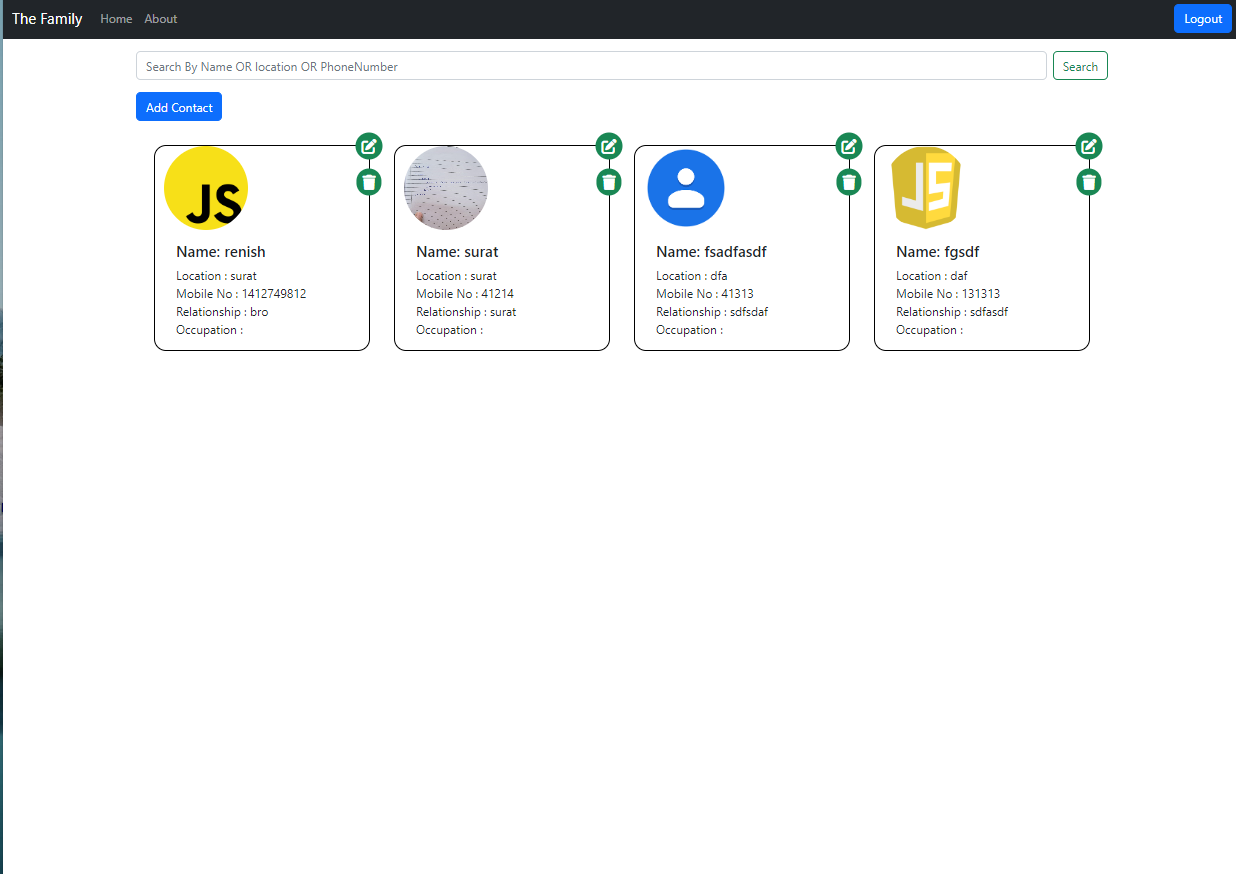 The Family Home About Logout
Search By Name OR location OR PhoneNumber Search
Add Contact
JS
Name: renish
Location : surat
Mobile No : 1412749812
Relationship : bro
Occupation :
Name: surat
Location : surat
Mobile No : 41214
Relationship : surat
Occupation :
Name: fsadfasdf
Location : dfa
Mobile No : 41313
Relationship : sdfsdaf
Occupation :
JS
Name: fgsdf
Location : daf
Mobile No : 131313
Relationship : sdfasdf
Occupation :